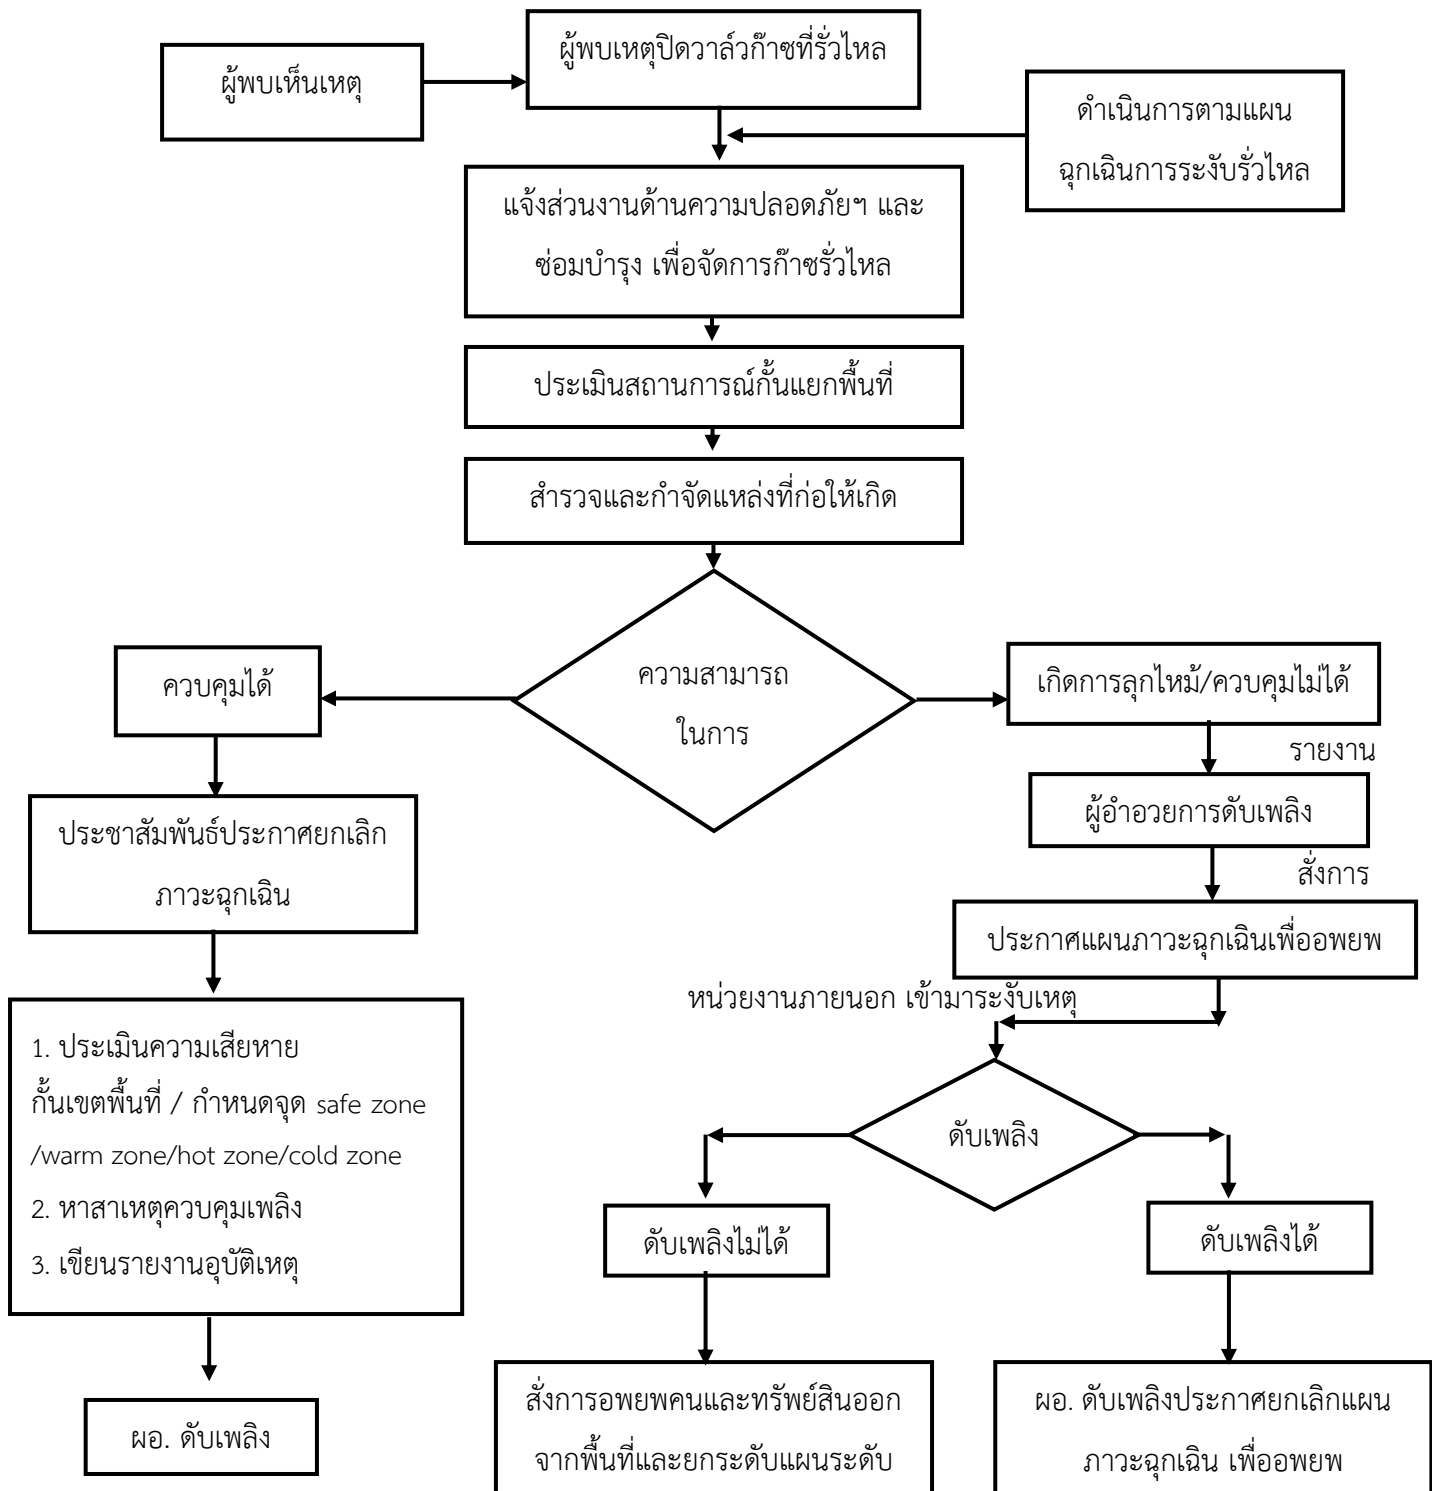 ผู้พบเห็นเหตุ
ผู้พบเหตุปิดวาล์วก๊าซที่รั่วไหล
ดำเนินการตามแผน
ฉุกเฉินการระงับรั่วไหล
แจ้งส่วนงานด้านความปลอดภัยฯ และ
ซ่อมบำรุง เพื่อจัดการก๊าซรั่วไหล
ประเมินสถานการณ์กั้นแยกพื้นที่
สำรวจและกำจัดแหล่งที่ก่อให้เกิด
ความสามารถ
ในการ
ควบคุมได้
เกิดการลุกไหม้/ควบคุมไม่ได้
รายงาน
ผู้อำอวยการดับเพลิง
สั่งการ
ประกาศแผนภาวะฉุกเฉินเพื่ออพยพ
หน่วยงานภายนอก เข้ามาระงับเหตุ
ประชาสัมพันธ์ประกาศยกเลิก
ภาวะฉุกเฉิน
1. ประเมินความเสียหาย
กั้นเขตพื้นที่ / กำหนดจุด safe zone
/warm zone/hot zone/cold zone
2. หาสาเหตุควบคุมเพลิง
3. เขียนรายงานอุบัติเหตุ
ผอ. ดับเพลิง
ดับเพลิง
ดับเพลิงไม่ได้
ดับเพลิงได้
สั่งการอพยพคนและทรัพย์สินออก
จากพื้นที่และยกระดับแผนระดับ
ผอ. ดับเพลิงประกาศยกเลิกแผน
ภาวะฉุกเฉิน เพื่ออพยพ